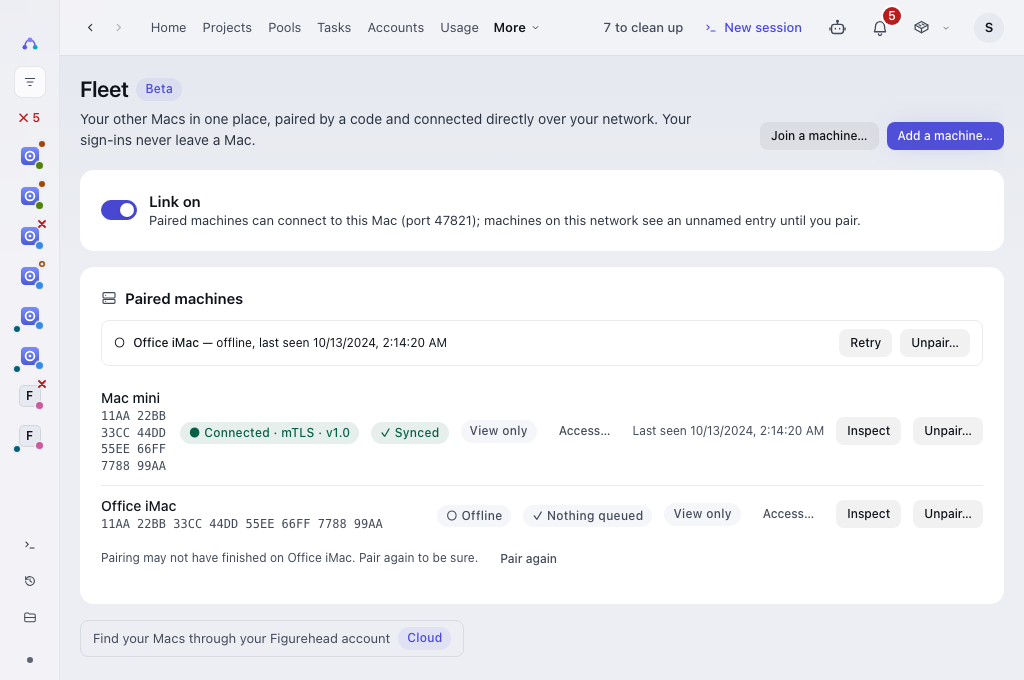 Home Projects Pools Tasks Accounts Usage More 7 to clean up New session 5 S
5
F
F
Fleet Beta
Your other Macs in one place, paired by a code and connected directly over your network. Your
sign-ins never leave a Mac.
Join a machine... Add a machine...
Link on
Paired machines can connect to this Mac (port 47821); machines on this network see an unnamed entry until you pair.
Paired machines
Office iMac — offline, last seen 10/13/2024, 2:14:20 AM Retry Unpair...
Mac mini
11AA 22BB
33CC 44DD
55EE 66FF
7788 99AA
Connected · mTLS · v1.0 ✓ Synced View only Access... Last seen 10/13/2024, 2:14:20 AM Inspect Unpair...
Office iMac
11AA 22BB 33CC 44DD 55EE 66FF 7788 99AA
Offline ✓ Nothing queued View only Access... Inspect Unpair...
Pairing may not have finished on Office iMac. Pair again to be sure. Pair again
Find your Macs through your Figurehead account Cloud